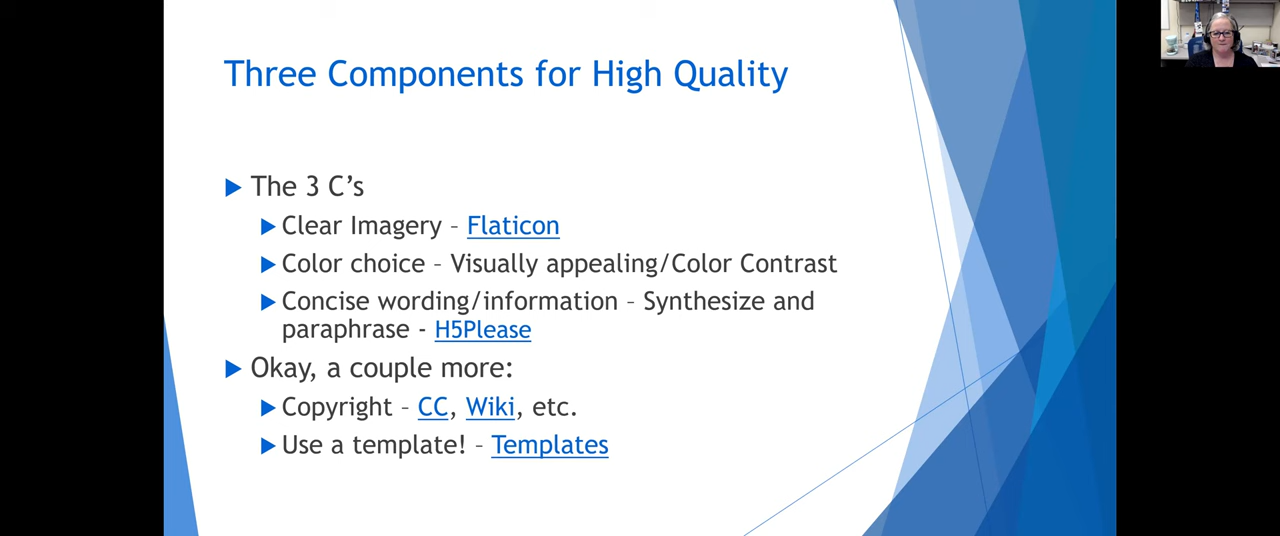 Three Components for High Quality
The 3 C’s
Clear Imagery – Flaticon
Color choice – Visually appealing/Color Contrast
Concise wording/information – Synthesize and
paraphrase - H5Please
Okay, a couple more:
Copyright – CC, Wiki, etc.
Use a template! – Templates